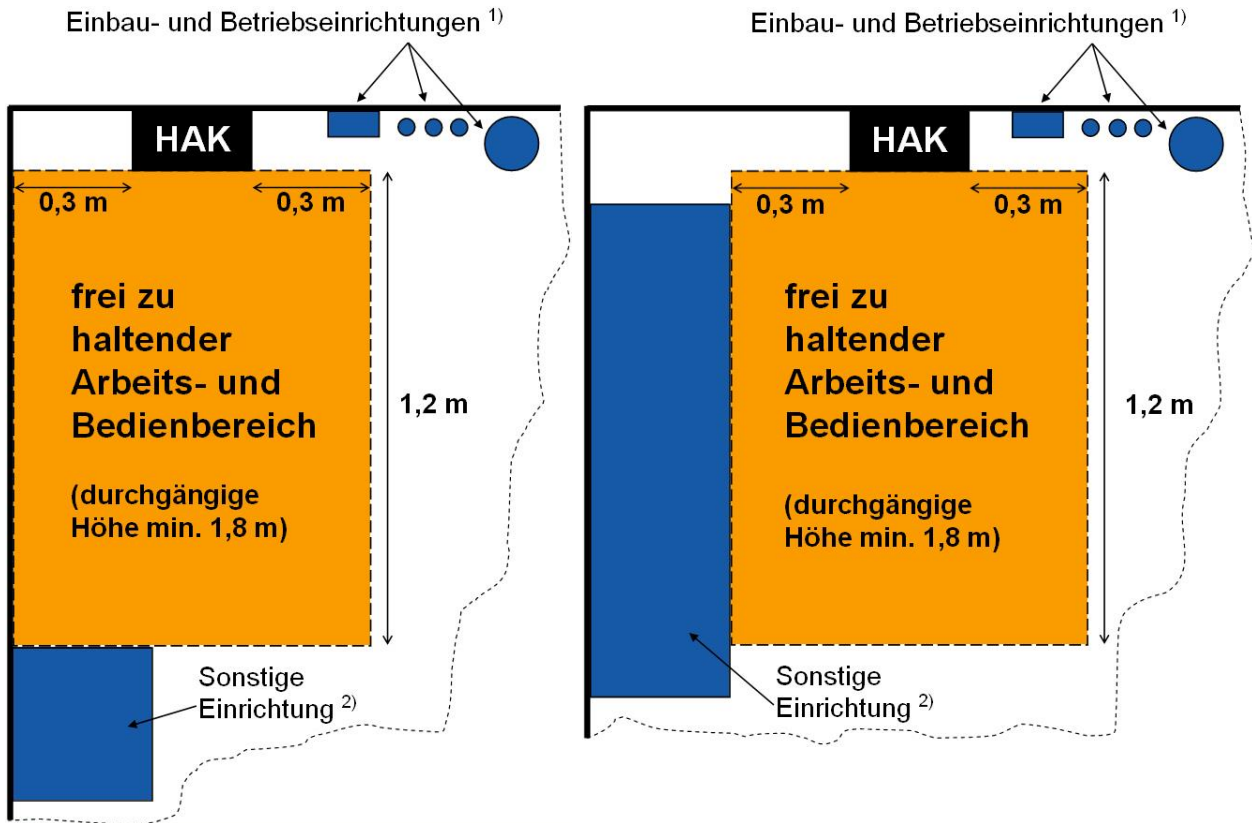 Einbau- und Betriebseinrichtungen 1)
HAK
0,3 m
0,3 m
frei zu
haltender
Arbeits- und
Bedienbereich
(durchgängige
Höhe min. 1,8 m)
1,2 m
Sonstige
Einrichtung 2)
Einbau- und Betriebseinrichtungen 1)
HAK
0,3 m
0,3 m
frei zu
haltender
Arbeits- und
Bedienbereich
(durchgängige
Höhe min. 1,8 m)
1,2 m
Sonstige
Einrichtung 2)